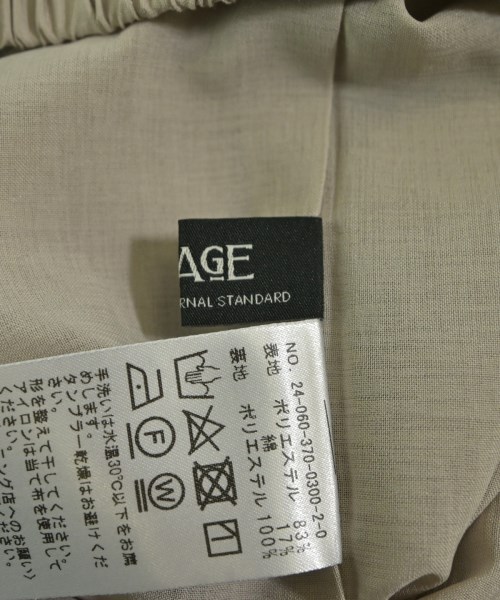 AGE
RNAL STANDARD
NO. 24-060-370-0300-2-0
表地 ポリエステル 83%
綿 17%
裏地 ポリエステル 100%
F
W
手洗いは水温30℃以下をお薦
めします。
タンブラー乾燥はお避けくだ
さい。
形を整えて干してください。
アイロンは当て布を使用して
ください。